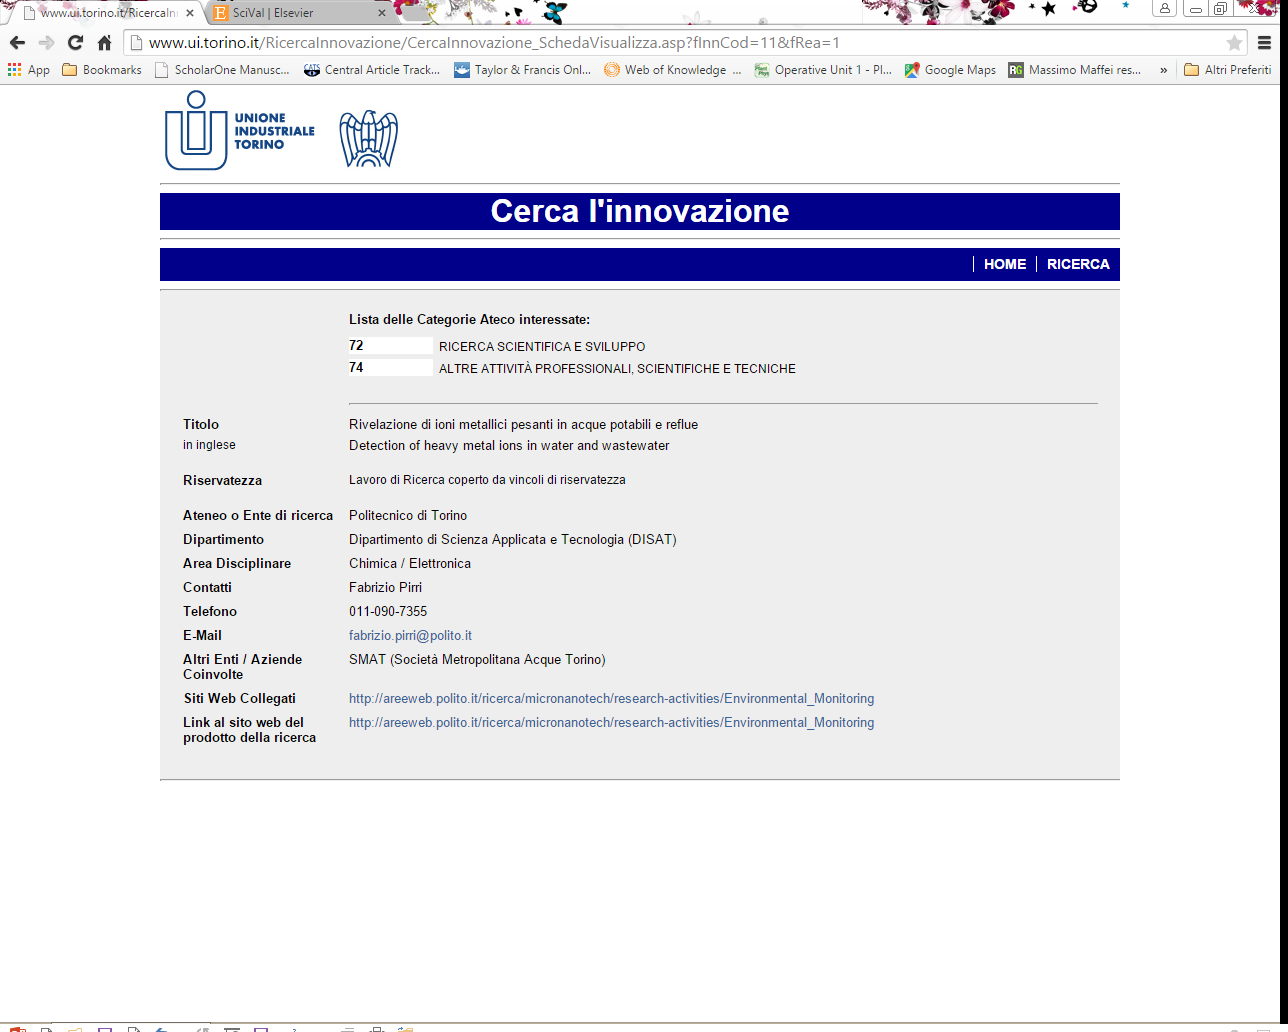 www.ui.torino.it/RicercaIn
SciVal | Elsevier
www.ui.torino.it/RicercaInnovazione/CercaInnovazione_SchedaVisualizza.asp?fInnCod=11&fRea=1
App Bookmarks ScholarOne Manusc... CATS Central Article Track... Taylor & Francis Onl... Web of Knowledge ... Operative Unit 1 - Pl... Google Maps RG Massimo Maffei res... » Altri Preferiti
UNIONE
INDUSTRIALE
TORINO
Cerca l'innovazione
HOME RICERCA
Lista delle Categorie Ateco interessate:
72 RICERCA SCIENTIFICA E SVILUPPO
74 ALTRE ATTIVITÀ PROFESSIONALI, SCIENTIFICHE E TECNICHE
Titolo Rivelazione di ioni metallici pesanti in acque potabili e reflue
in inglese Detection of heavy metal ions in water and wastewater
Riservatezza Lavoro di Ricerca coperto da vincoli di riservatezza
Ateneo o Ente di ricerca Politecnico di Torino
Dipartimento Dipartimento di Scienza Applicata e Tecnologia (DISAT)
Area Disciplinare Chimica / Elettronica
Contatti Fabrizio Pirri
Telefono 011-090-7355
E-Mail fabrizio.pirri@polito.it
Altri Enti / Aziende SMAT (Società Metropolitana Acque Torino)
Coinvolte
Siti Web Collegati http://areeweb.polito.it/ricerca/micronanotech/research-activities/Environmental_Monitoring
Link al sito web del http://areeweb.polito.it/ricerca/micronanotech/research-activities/Environmental_Monitoring
prodotto della ricerca